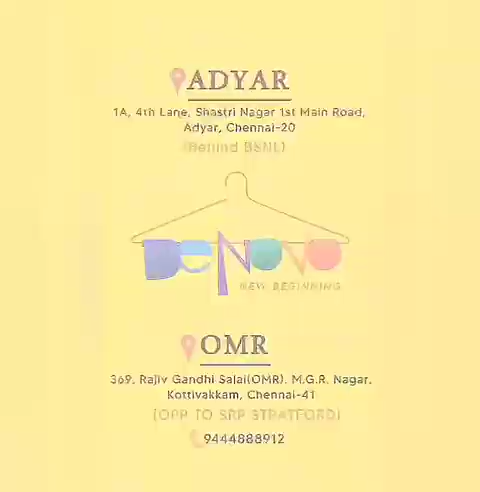 ADYAR
1A, 4th Lane, Shastri Nagar 1st Main Road,
Adyar, Chennai-20
(Behind BSNL)
DeNovo
NEW BEGINNING
OMR
369, Rajiv Gandhi Salai(OMR), M.G.R. Nagar,
Kottivakkam, Chennai-41
(OPP TO SRP STRATFORD)
9444888912